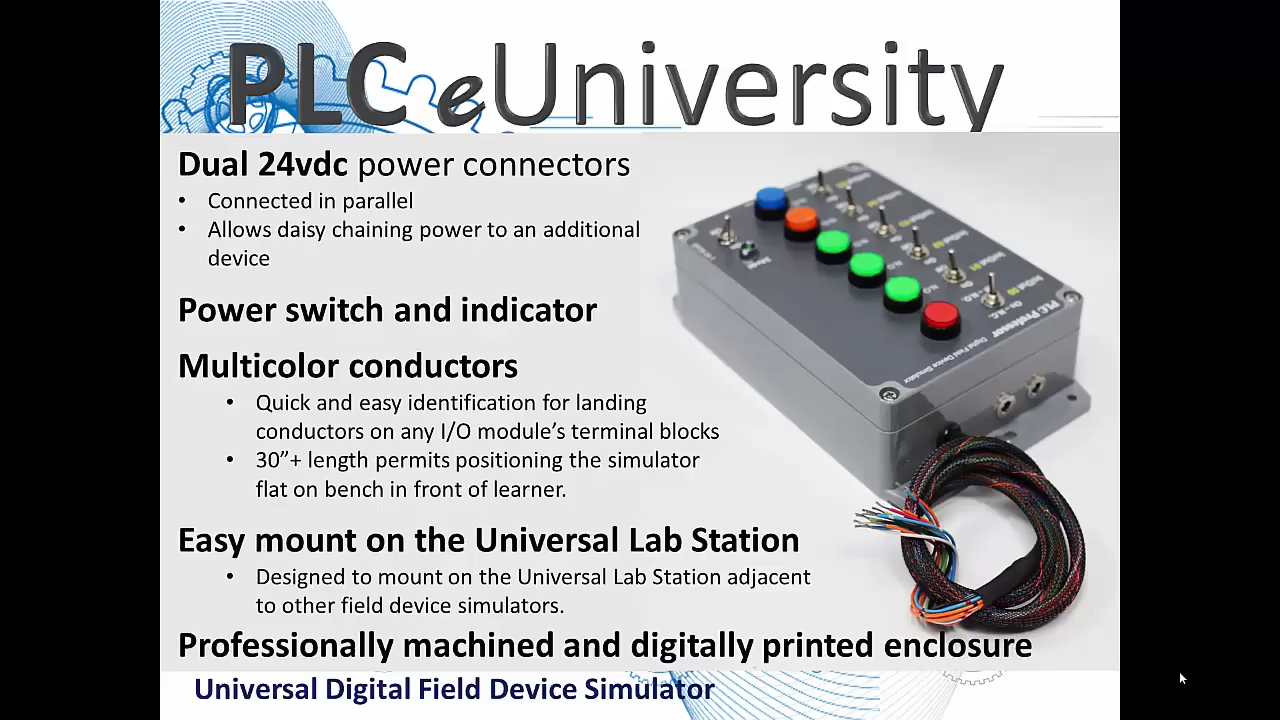 PLC eUniversity
Dual 24vdc power connectors
• Connected in parallel
• Allows daisy chaining power to an additional
device
Power switch and indicator
Multicolor conductors
• Quick and easy identification for landing
conductors on any I/O module’s terminal blocks
• 30”+ length permits positioning the simulator
flat on bench in front of learner.
Easy mount on the Universal Lab Station
• Designed to mount on the Universal Lab Station adjacent
to other field device simulators.
Professionally machined and digitally printed enclosure
Universal Digital Field Device Simulator
PLC Professor
Digital Field Device Simulator